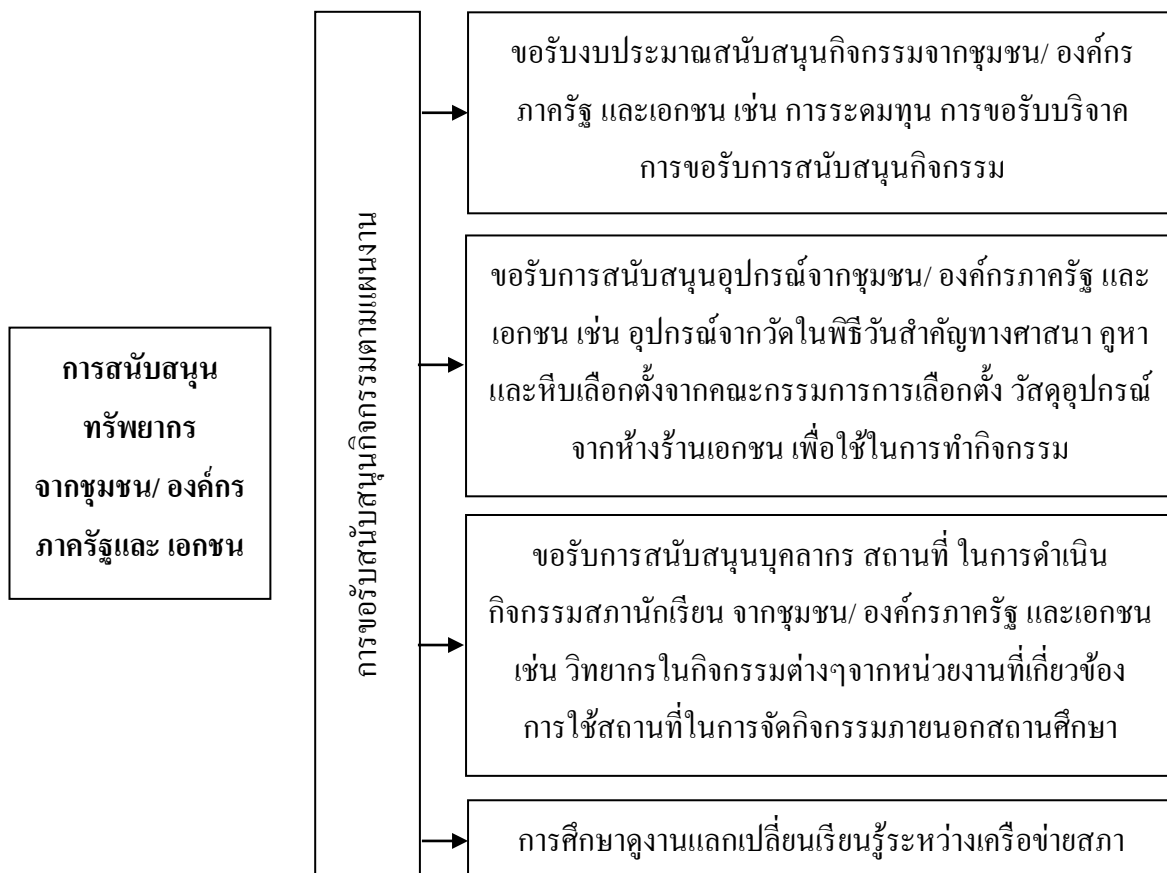 การสนับสนุน
ทรัพยากร
จากชุมชน/ องค์กร
ภาครัฐและ เอกชน
การขอรับสนับสนุนกิจกรรมตามแผนงาน
ขอรับงบประมาณสนับสนุนกิจกรรมจากชุมชน/ องค์กร
ภาครัฐ และเอกชน เช่น การระดมทุน การขอรับบริจาค
การขอรับการสนับสนุนกิจกรรม
ขอรับการสนับสนุนอุปกรณ์จากชุมชน/ องค์กรภาครัฐ และ
เอกชน เช่น อุปกรณ์จากวัดในพิธีวันสำคัญทางศาสนา คูหา
และหีบเลือกตั้งจากคณะกรรมการการเลือกตั้ง วัสดุอุปกรณ์
จากห้างร้านเอกชน เพื่อใช้ในการทำกิจกรรม
ขอรับการสนับสนุนบุคลากร สถานที่ ในการดำเนิน
กิจกรรมสภานักเรียน จากชุมชน/ องค์กรภาครัฐ และเอกชน
เช่น วิทยากรในกิจกรรมต่างๆจากหน่วยงานที่เกี่ยวข้อง
การใช้สถานที่ในการจัดกิจกรรมภายนอกสถานศึกษา
การศึกษาดูงานแลกเปลี่ยนเรียนรู้ระหว่างเครือข่ายสภา